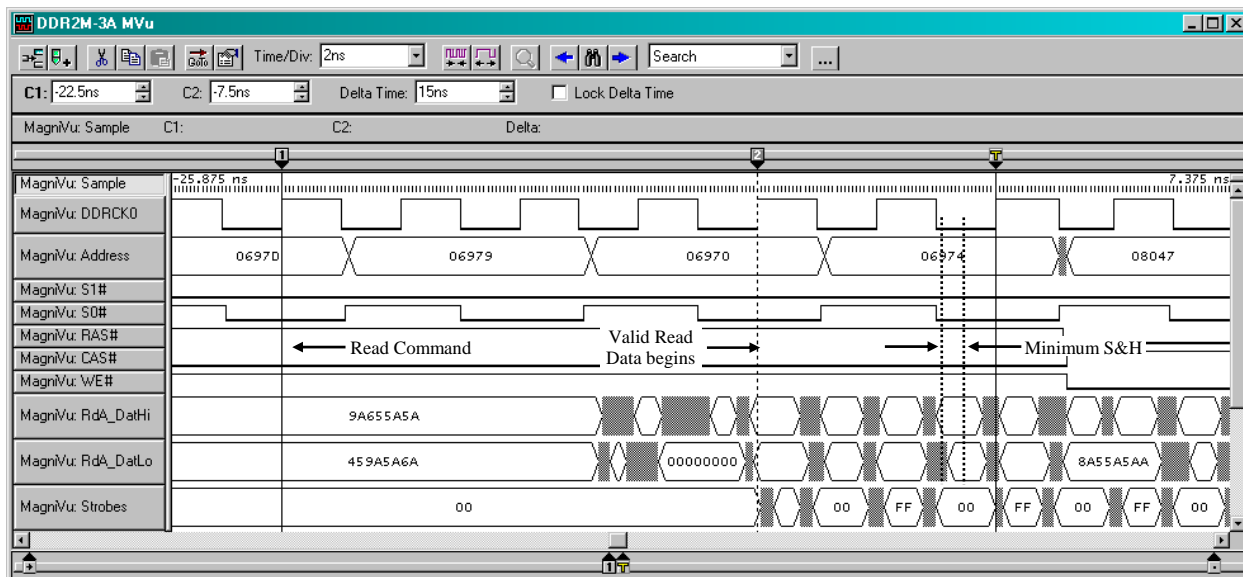 DDR2M-3A MVu
Goto Time/Div: 2ns Search ...
C1: -22.5ns C2: -7.5ns Delta Time: 15ns Lock Delta Time
MagniVu: Sample C1: C2: Delta:
1 2 T
MagniVu: Sample -25.875 ns 7.375 ns
MagniVu: DDRCK0
MagniVu: Address 0697D 06979 06970 06974 08047
MagniVu: S1#
MagniVu: S0#
MagniVu: RAS#
Read Command Valid Read Data begins Minimum S&H
MagniVu: CAS#
MagniVu: WE#
MagniVu: RdA_DatHi 9A655A5A
MagniVu: RdA_DatLo 459A5A6A 00000000 8A55A5AA
MagniVu: Strobes 00 00 FF 00 FF 00 FF 00
1 T